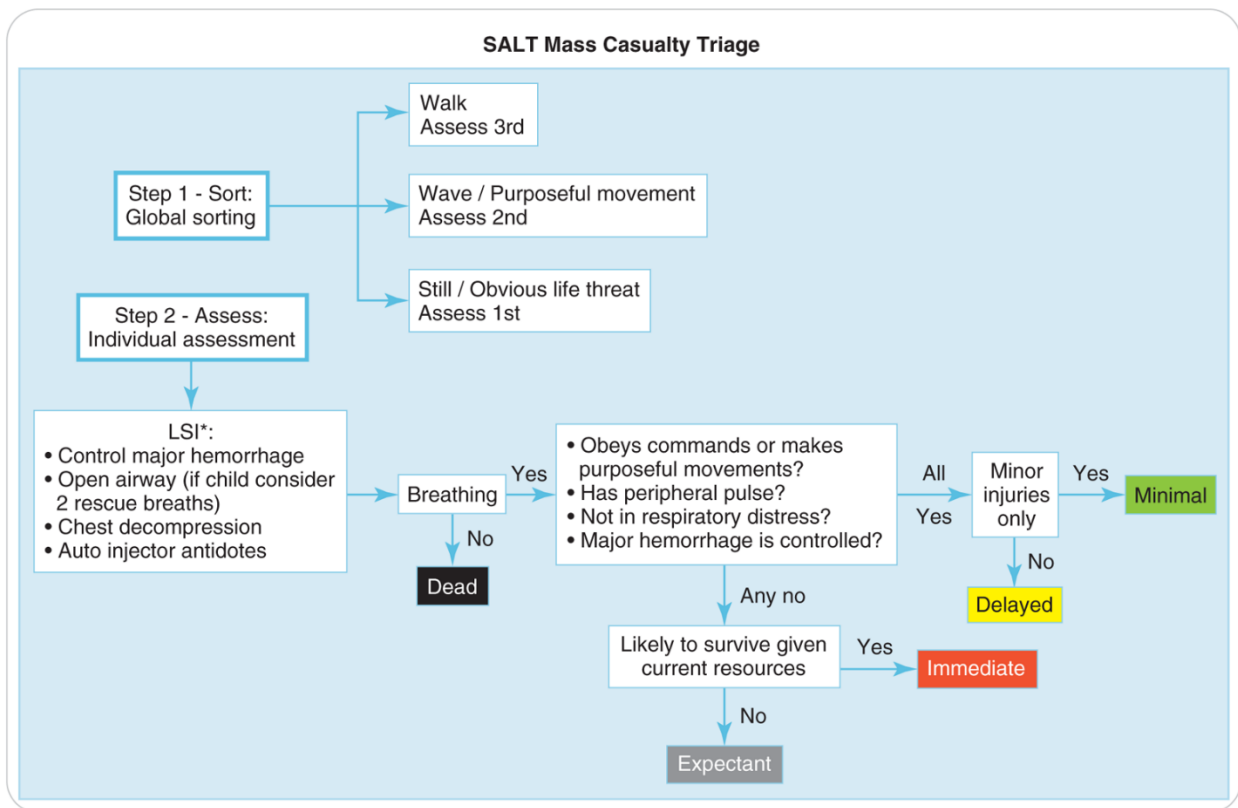 SALT Mass Casualty Triage
Walk
Assess 3rd
Step 1 - Sort:
Global sorting
Wave / Purposeful movement
Assess 2nd
Still / Obvious life threat
Assess 1st
Step 2 - Assess:
Individual assessment
LSI*:
• Control major hemorrhage
• Open airway (if child consider
2 rescue breaths)
• Chest decompression
• Auto injector antidotes
Breathing
Yes
No
Dead
• Obeys commands or makes
purposeful movements?
• Has peripheral pulse?
• Not in respiratory distress?
• Major hemorrhage is controlled?
All
Yes
Minor
injuries
only
Yes
Minimal
No
Delayed
Any no
Likely to survive given
current resources
Yes
Immediate
No
Expectant